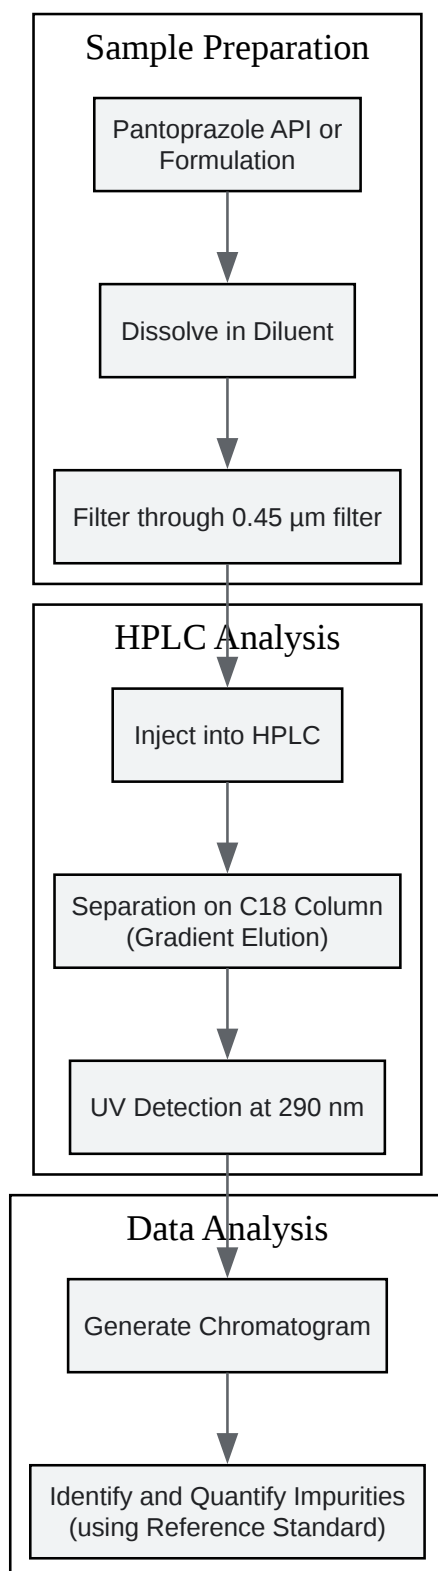 Sample Preparation
Pantoprazole API or
Formulation
Dissolve in Diluent
Filter through 0.45 µm filter
HPLC Analysis
Inject into HPLC
Separation on C18 Column
(Gradient Elution)
UV Detection at 290 nm
Data Analysis
Generate Chromatogram
Identify and Quantify Impurities
(using Reference Standard)